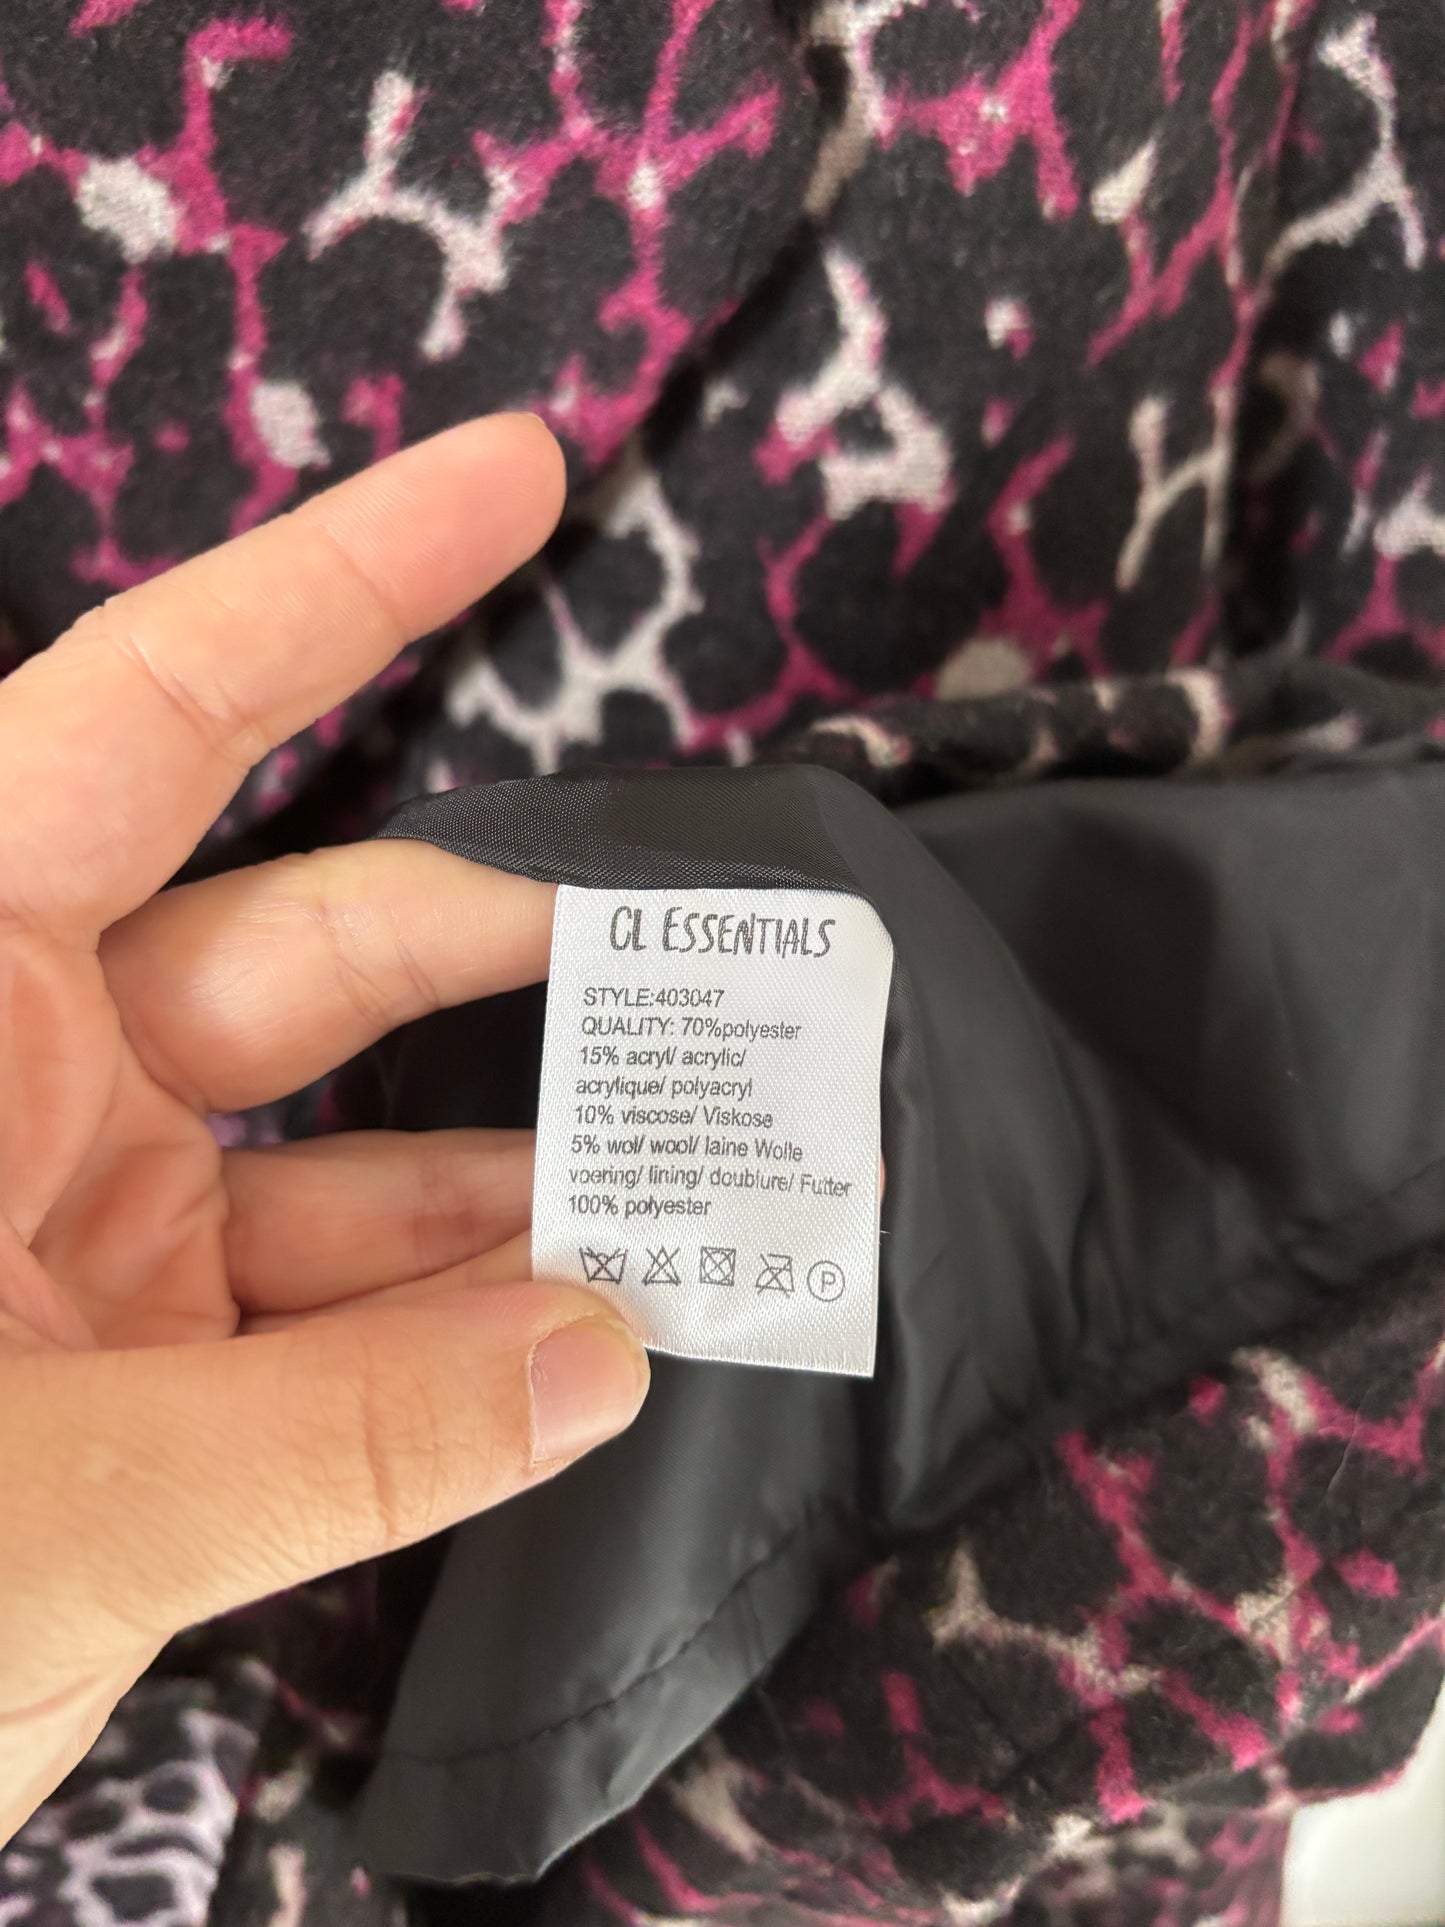 CL ESSENTIALS
STYLE:403047
QUALITY: 70%polyester
15% acryl/ acrylic/
acrylique/ polyacryl
10% viscose/ Viskose
5% wol/ wool/ laine Wolle
voering/ lining/ doublure/ Futter
100% polyester
P